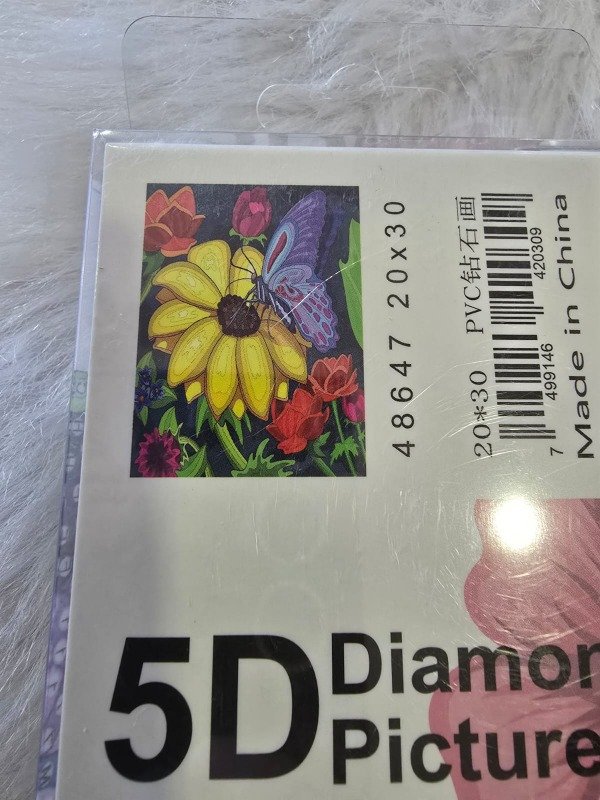 48647 20x30
20*30 PVC钻石画
7 499146 420309
Made in China
5D
Diamon
Picture